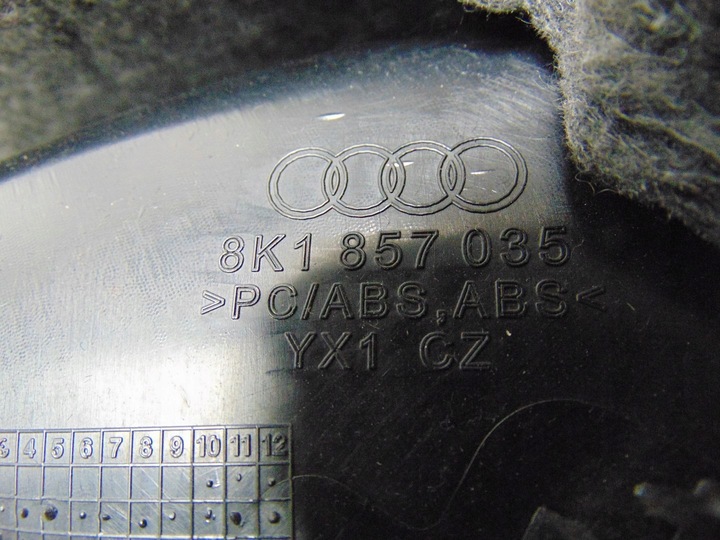 8K1 857 035
>PC/ABS,ABS<
YX1 CZ
3 4 5 6 7 8 9 10 11 12